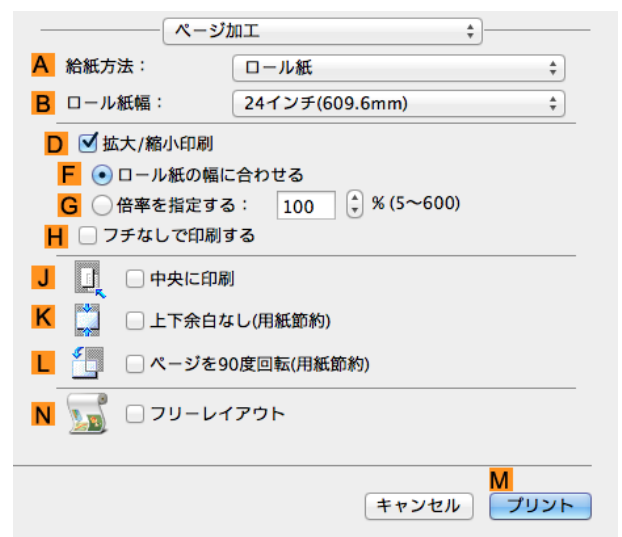 ページ加工
A 給紙方法： ロール紙
B ロール紙幅： 24インチ(609.6mm)
D 拡大/縮小印刷
F ロール紙の幅に合わせる
G 倍率を指定する： 100 % (5～600)
H フチなしで印刷する
J 中央に印刷
K 上下余白なし(用紙節約)
L ページを90度回転(用紙節約)
N フリーレイアウト
M
キャンセル プリント